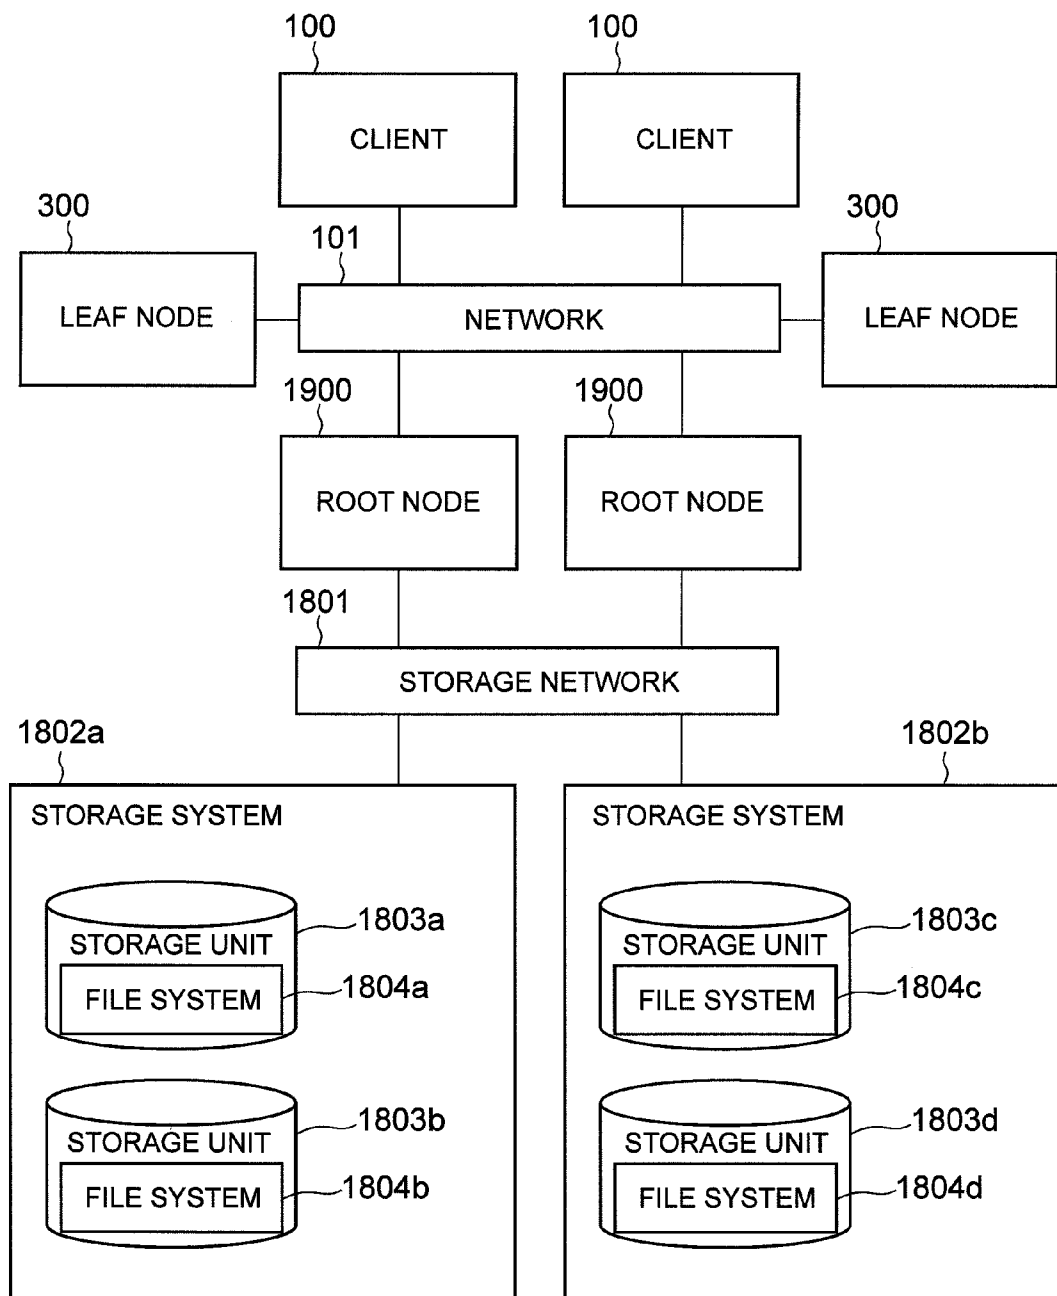 100
100
CLIENT
CLIENT
300
101
300
LEAF NODE
NETWORK
LEAF NODE
1900
1900
ROOT NODE
ROOT NODE
1801
STORAGE NETWORK
1802a
1802b
STORAGE SYSTEM
STORAGE SYSTEM
1803a
1803c
STORAGE UNIT
STORAGE UNIT
1804a
1804c
FILE SYSTEM
FILE SYSTEM
1803b
1803d
STORAGE UNIT
STORAGE UNIT
1804b
1804d
FILE SYSTEM
FILE SYSTEM